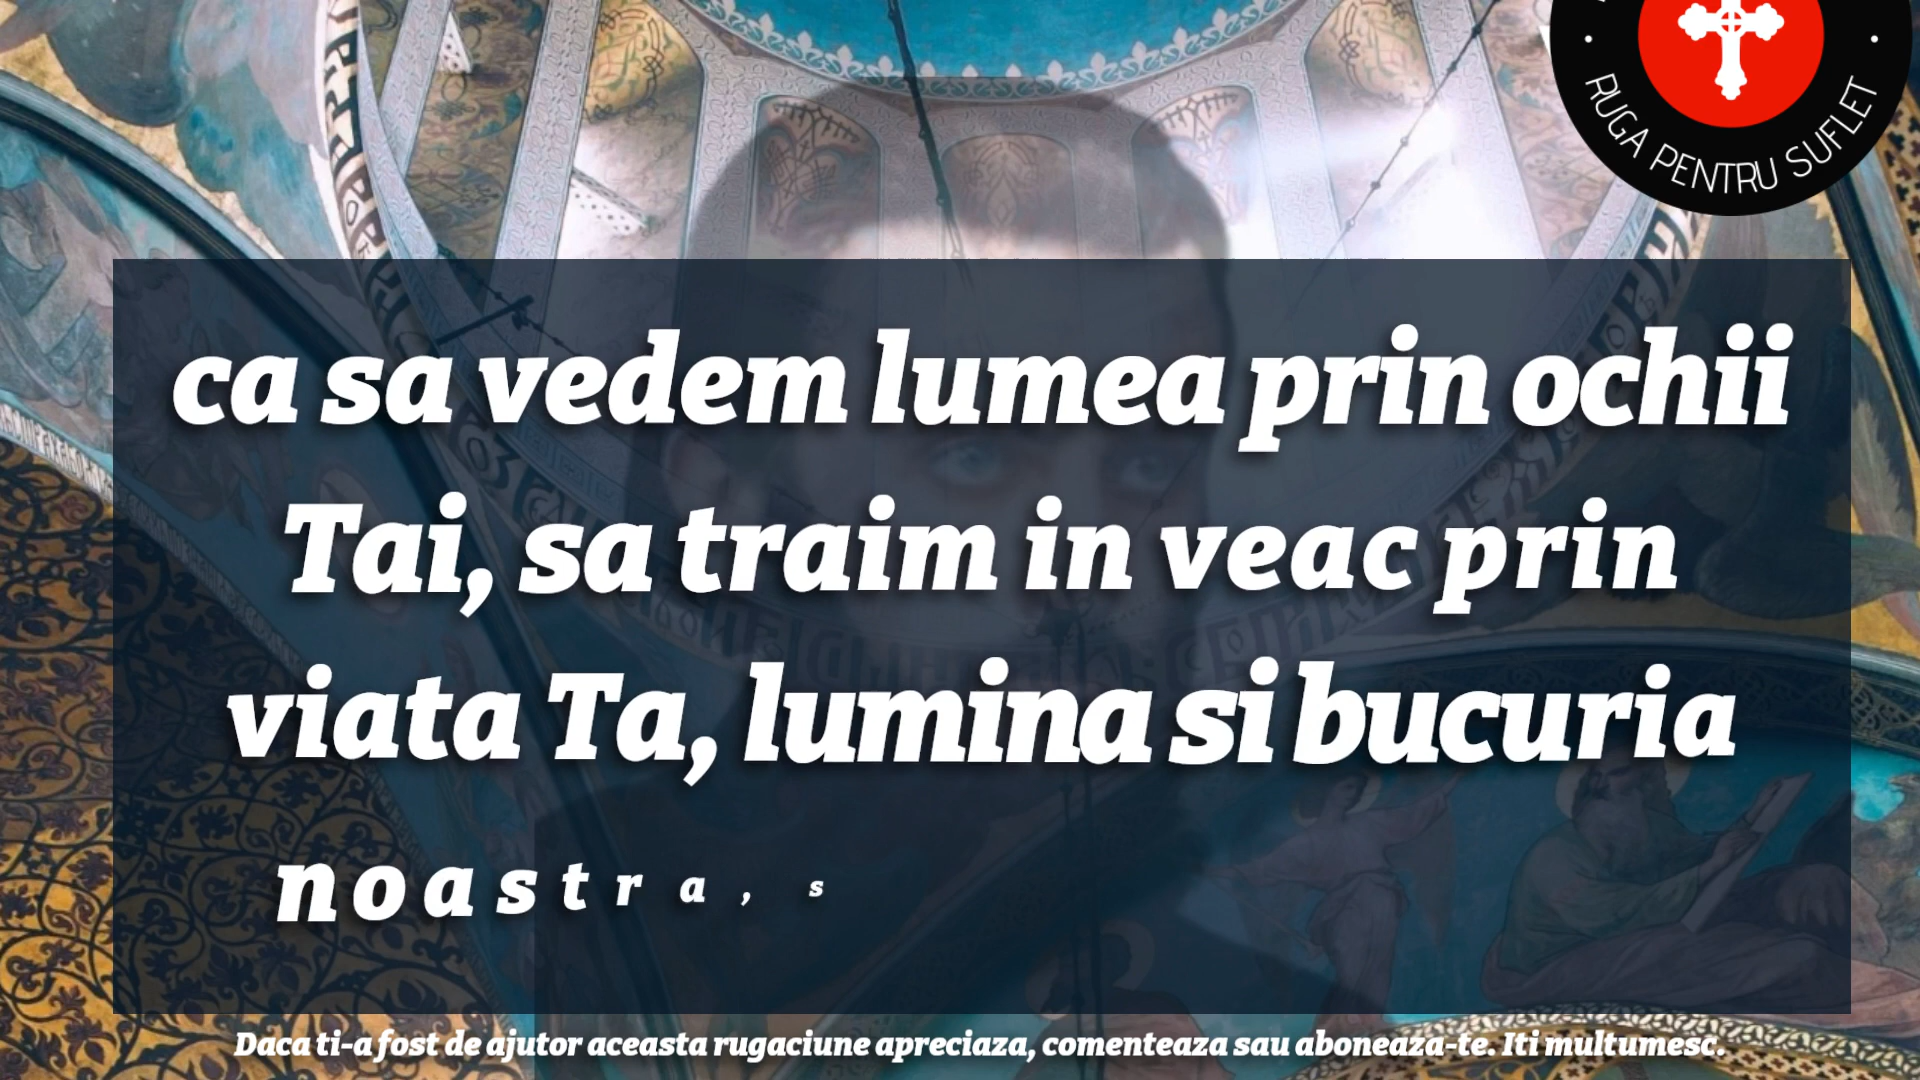 RUGA PENTRU SUFLET
ca sa vedem lumea prin ochii
Tai, sa traim in veac prin
viata Ta, lumina si bucuria
noastra, s
Daca ti-a fost de ajutor aceasta rugaciune apreciaza, comenteaza sau aboneaza-te. Iti multumesc.